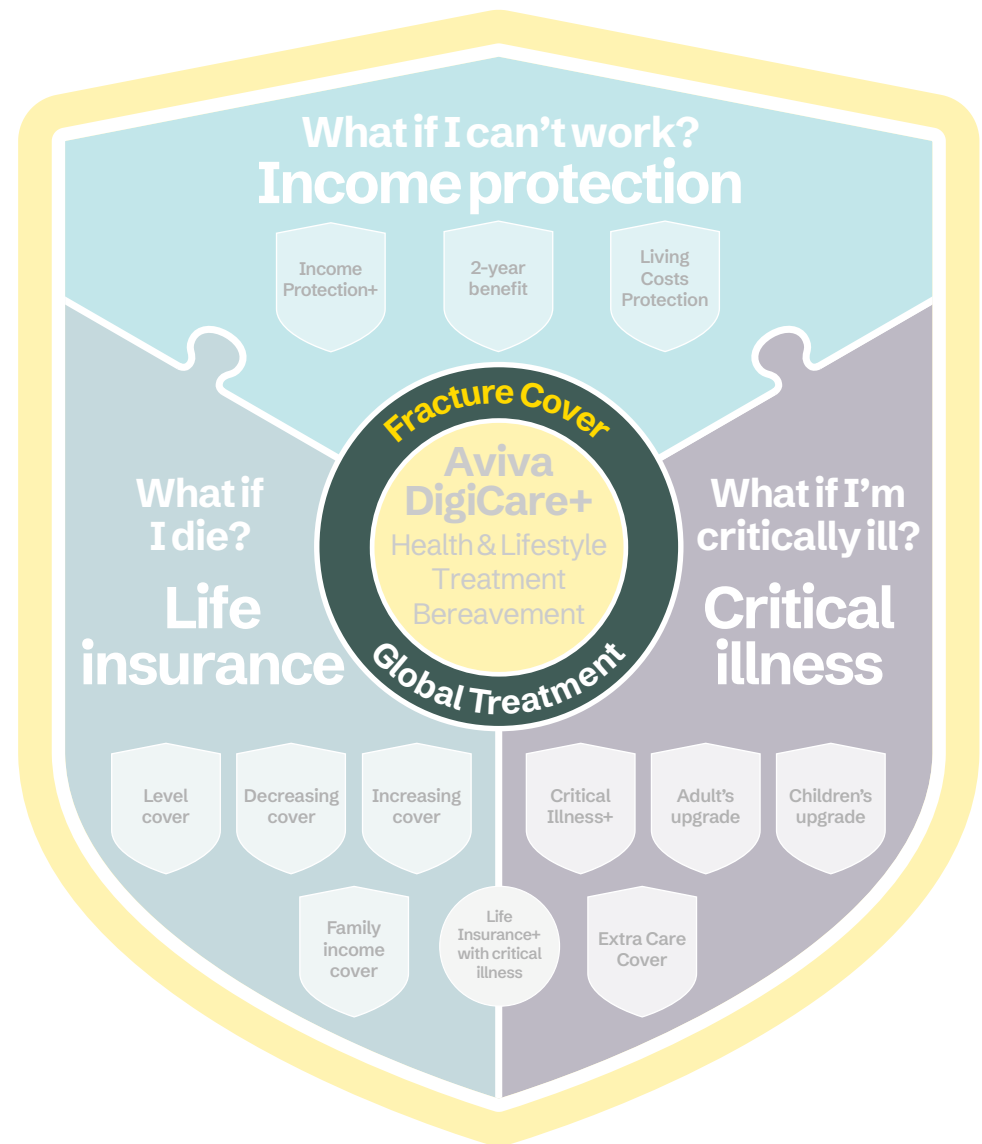 What if I can't work?
Income protection
Income
Protection+
2-year
benefit
Living
Costs
Protection
Fracture Cover
Aviva
DigiCare+
Health & Lifestyle
Treatment
Bereavement
Global Treatment
What if
I die?
Life
insurance
What if I'm
critically ill?
Critical
illness
Level
cover
Decreasing
cover
Increasing
cover
Critical
Illness+
Adult's
upgrade
Children's
upgrade
Family
income
cover
Life
Insurance+
with critical
illness
Extra Care
Cover